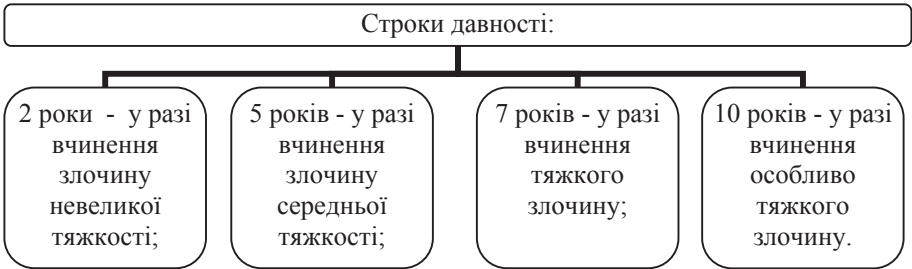 Строки давності:
2 роки - у разі
вчинення
злочину
невеликої
тяжкості;
5 років - у разі
вчинення
злочину
середньої
тяжкості;
7 років - у разі
вчинення
тяжкого
злочину;
10 років - у разі
вчинення
особливо
тяжкого
злочину.